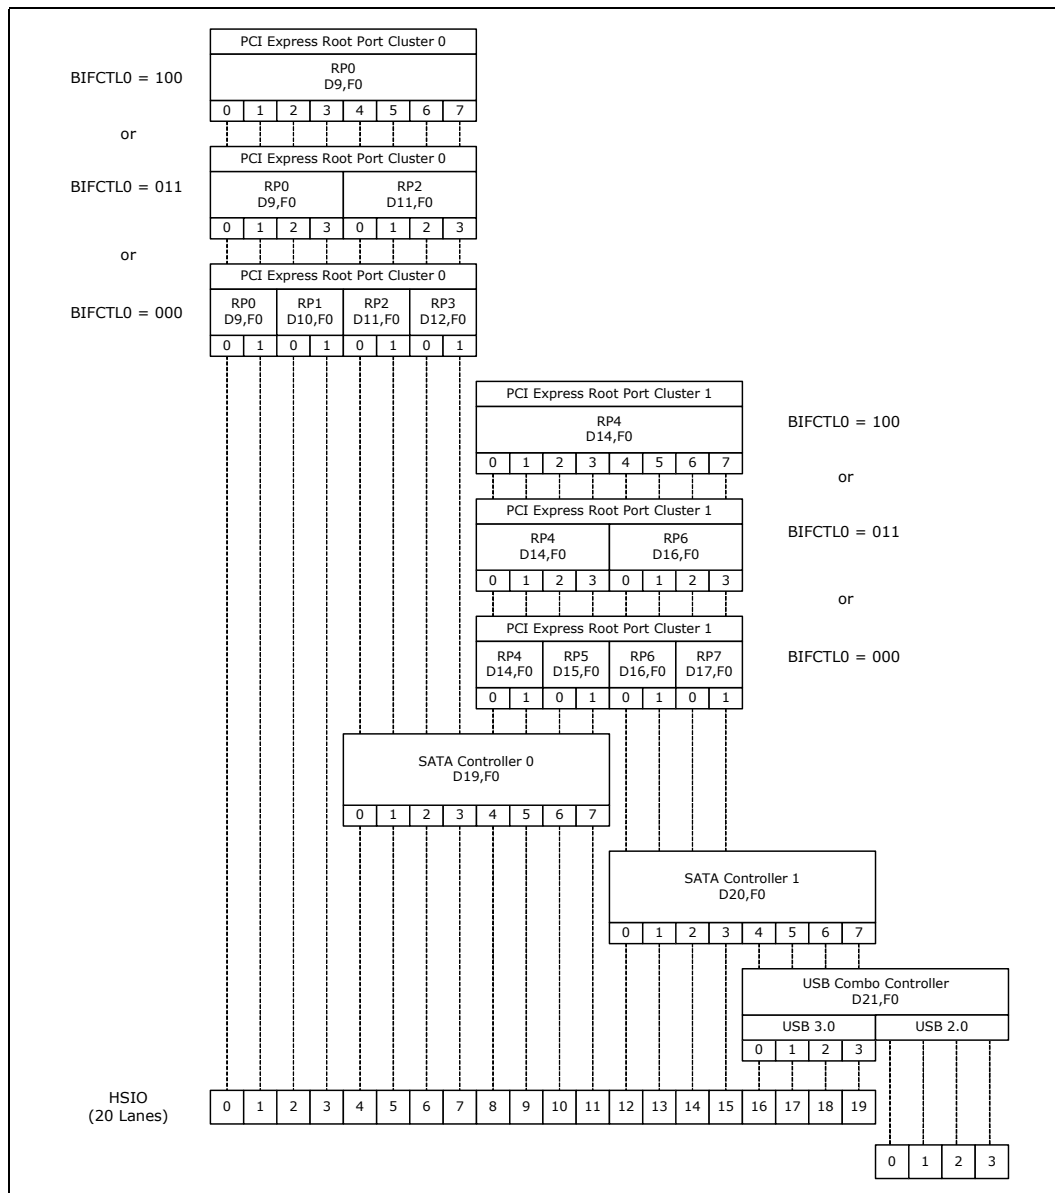 PCI Express Root Port Cluster 0
BIFCTL0 = 100
RP0
D9,F0
0 1 2 3 4 5 6 7
or
PCI Express Root Port Cluster 0
BIFCTL0 = 011
RP0 RP2
D9,F0 D11,F0
0 1 2 3 0 1 2 3
or
PCI Express Root Port Cluster 0
BIFCTL0 = 000
RP0 RP1 RP2 RP3
D9,F0 D10,F0 D11,F0 D12,F0
0 1 0 1 0 1 0 1
PCI Express Root Port Cluster 1
RP4
D14,F0
BIFCTL0 = 100
0 1 2 3 4 5 6 7
or
PCI Express Root Port Cluster 1
RP4 RP6
D14,F0 D16,F0
BIFCTL0 = 011
0 1 2 3 0 1 2 3
or
PCI Express Root Port Cluster 1
RP4 RP5 RP6 RP7
D14,F0 D15,F0 D16,F0 D17,F0
BIFCTL0 = 000
0 1 0 1 0 1 0 1
SATA Controller 0
D19,F0
0 1 2 3 4 5 6 7
SATA Controller 1
D20,F0
0 1 2 3 4 5 6 7
USB Combo Controller
D21,F0
USB 3.0 USB 2.0
0 1 2 3
HSIO
(20 Lanes)
0 1 2 3 4 5 6 7 8 9 10 11 12 13 14 15 16 17 18 19
0 1 2 3